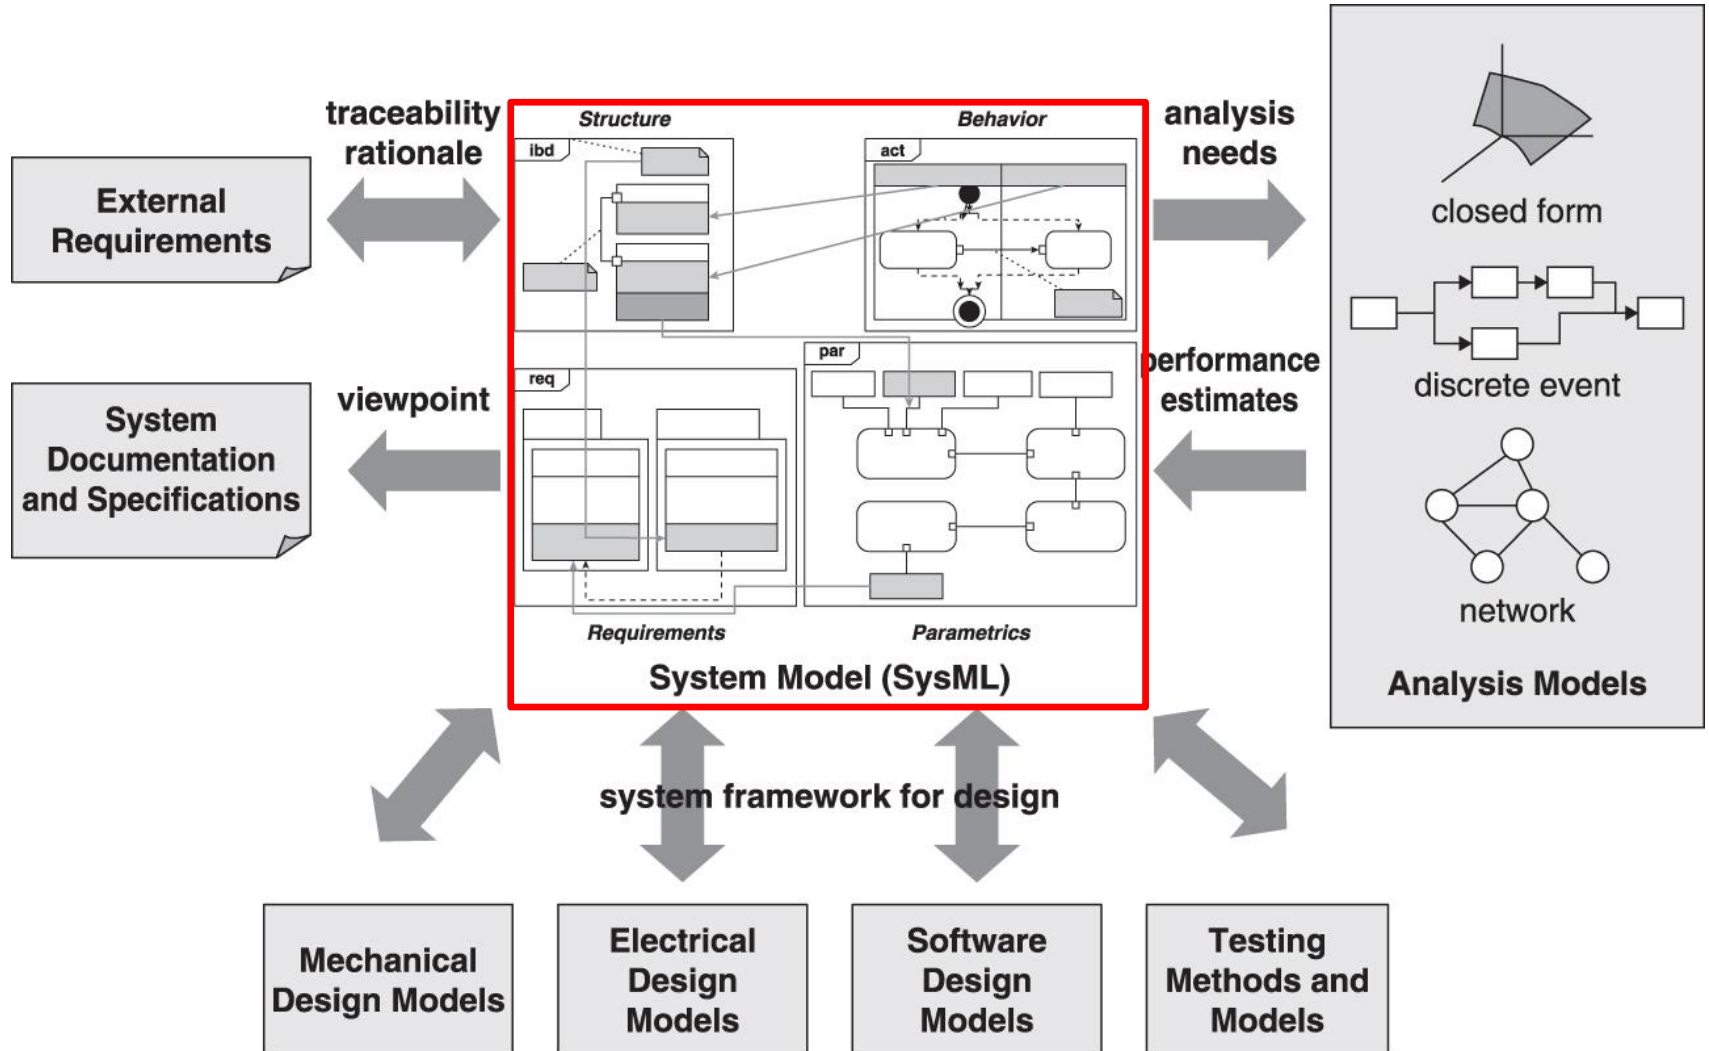 External
Requirements
traceability
rationale
System
Documentation
and Specifications
viewpoint
Structure
ibd
Behavior
act
req
par
Requirements
Parametrics
System Model (SysML)
analysis
needs
performance
estimates
closed form
discrete event
network
Analysis Models
system framework for design
Mechanical
Design Models
Electrical
Design
Models
Software
Design
Models
Testing
Methods and
Models